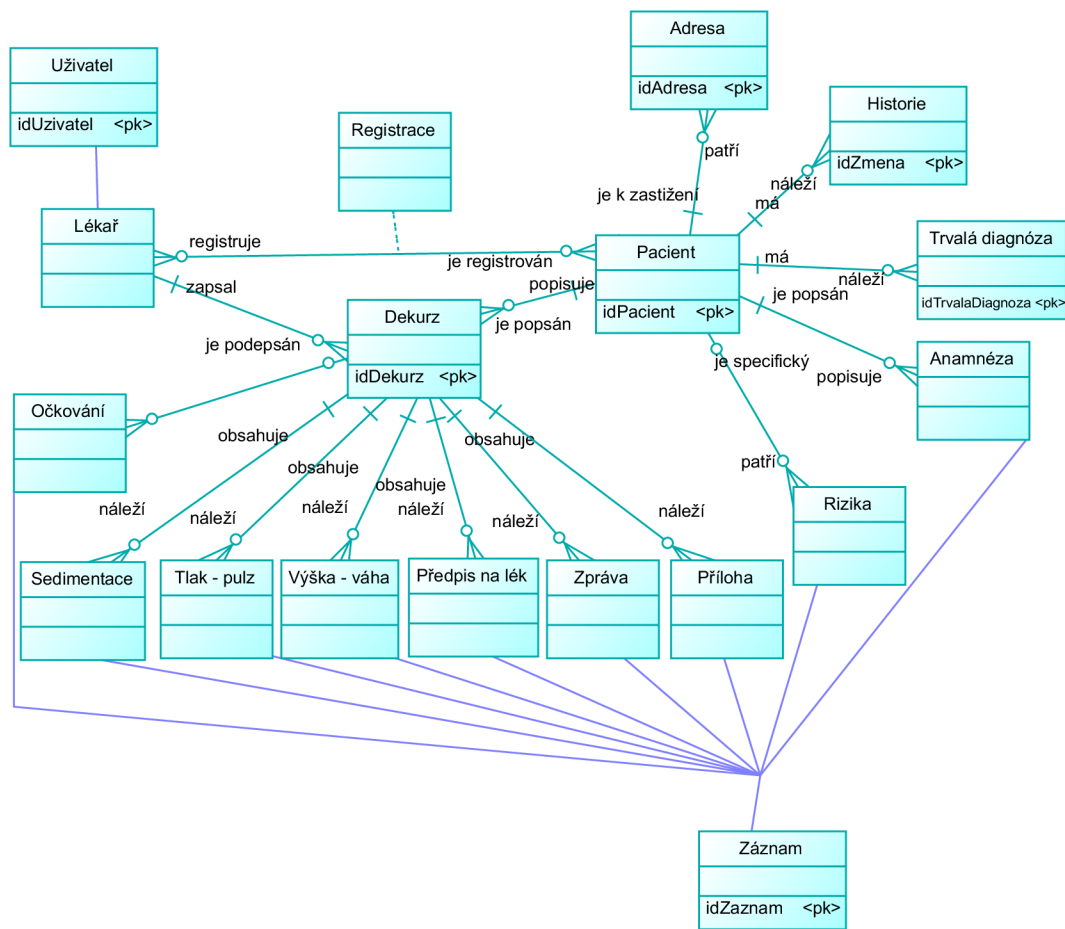 Adresa
idAdresa <pk>
Uživatel
idUzivatel <pk>
Historie
idZmena <pk>
Registrace
patří
náleží
je k zastižení
má
Lékař
registruje
je registrován
Pacient
idPacient <pk>
má
náleží
Trvalá diagnóza
idTrvalaDiagnoza <pk>
zapsal
popisuje
je popsán
je popsán
Dekurz
idDekurz <pk>
je podepsán
je specifický
popisuje
Anamnéza
Očkování
obsahuje
obsahuje
obsahuje
obsahuje
patří
náleží
náleží
náleží
náleží
náleží
náleží
Rizika
Sedimentace
Tlak - pulz
Výška - váha
Předpis na lék
Zpráva
Příloha
Záznam
idZaznam <pk>